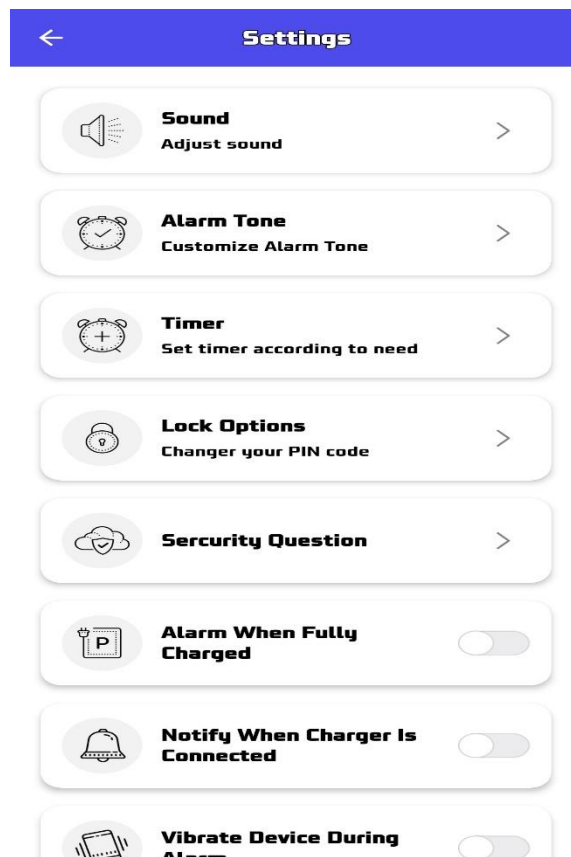 Settings
Sound
Adjust sound
Alarm Tone
Customize Alarm Tone
Timer
Set timer according to need
Lock Options
Changer your PIN code
Sercurity Question
P
Alarm When Fully
Charged
Notify When Charger Is
Connected
Vibrate Device During
Alarm